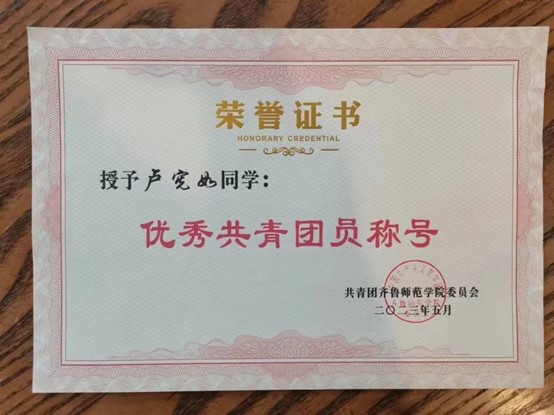 荣誉证书
HONORARY CREDENTIAL
授予卢宪如同学：
优秀共青团员称号
共青团齐鲁师范学院委员会
二〇二三年五月